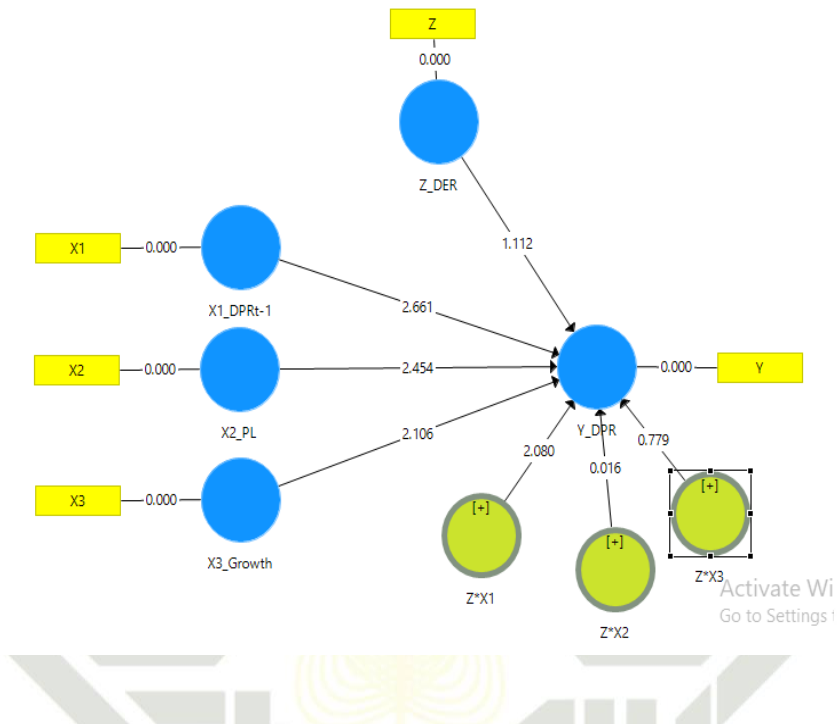 Z
0.000
Z_DER
1.112
X1
0.000
X1_DPRt-1
2.661
X2
0.000
X2_PL
2.454
0.000
Y
Y_DPR
2.106
X3
0.000
X3_Growth
2.080
0.016
0.779
[+]
Z*X1
[+]
Z*X2
[+]
Z*X3
Activate Wi
Go to Settings